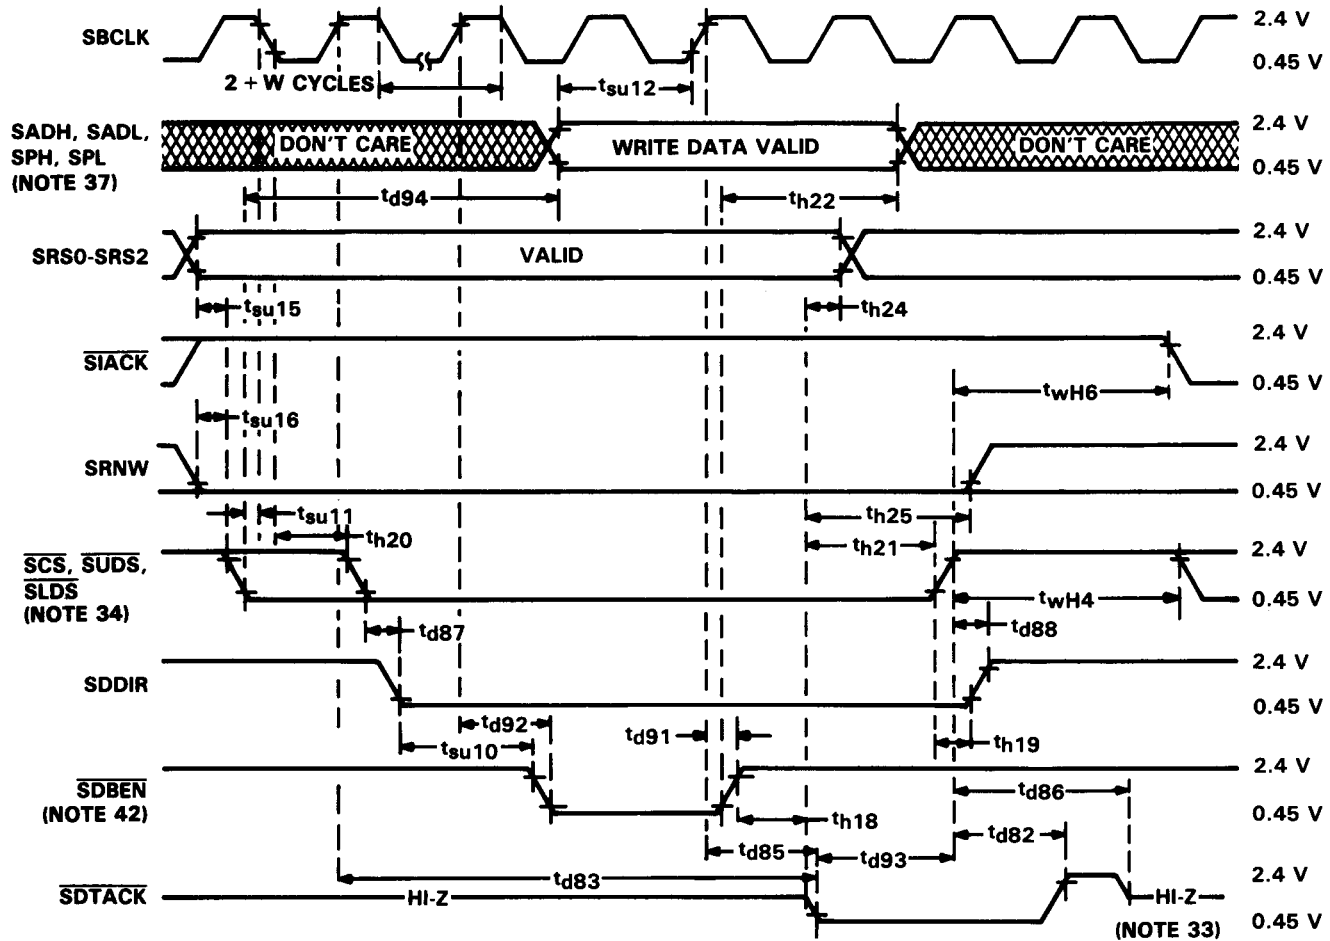 SBCLK
2.4 V
0.45 V
2 + W CYCLES
tsu12
SADH, SADL,
SPH, SPL
(NOTE 37)
DON'T CARE
WRITE DATA VALID
DON'T CARE
2.4 V
0.45 V
td94
th22
SRS0-SRS2
VALID
2.4 V
0.45 V
tsu15
th24
SIACK
2.4 V
0.45 V
tsu16
twH6
SRNW
2.4 V
0.45 V
tsu11
th20
th25
th21
SCS, SUDS,
SLDS
(NOTE 34)
2.4 V
0.45 V
twH4
td87
td88
SDDIR
2.4 V
0.45 V
td92
tsu10
td91
th19
SDBEN
(NOTE 42)
2.4 V
0.45 V
td86
th18
td82
td85
td93
td83
SDTACK
HI-Z
HI-Z
(NOTE 33)
2.4 V
0.45 V